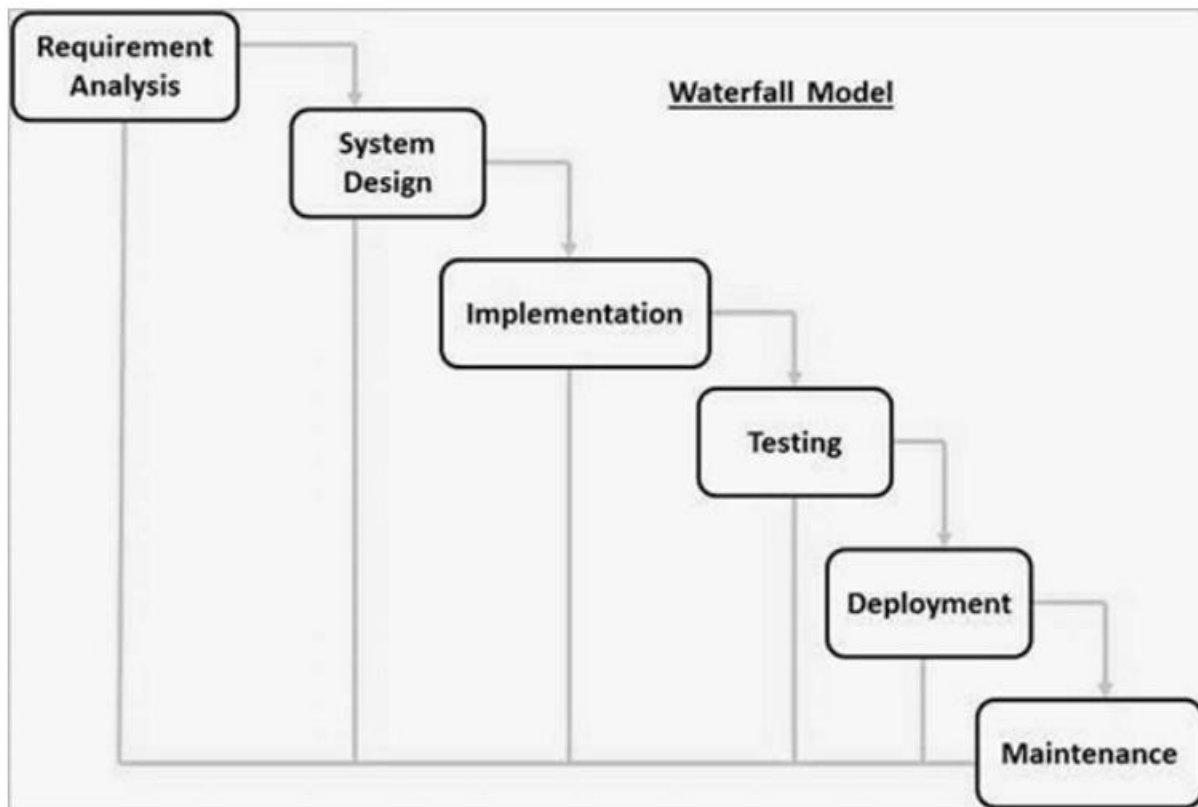 Requirement
Analysis
Waterfall Model
System
Design
Implementation
Testing
Deployment
Maintenance